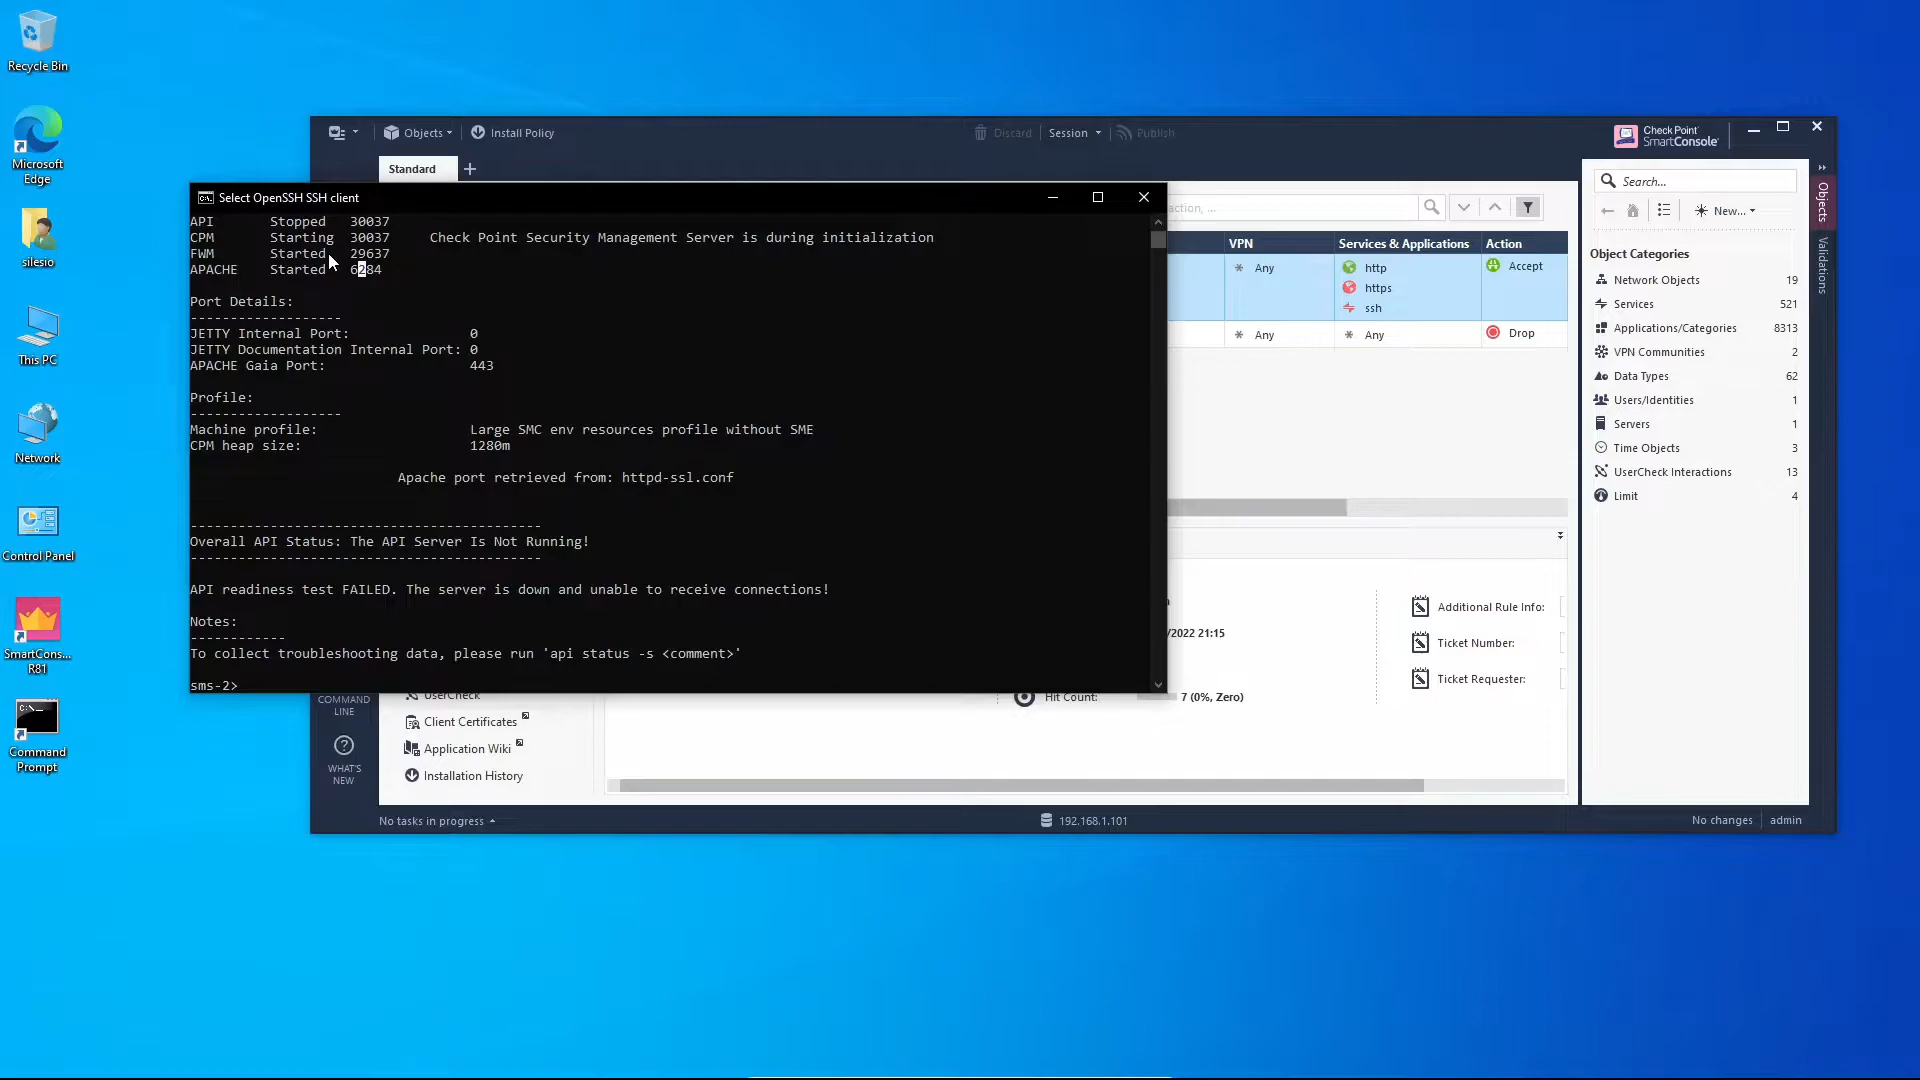 Recycle Bin
Microsoft
Edge
silesio
This PC
Network
Control Panel
SmartCons...
R81
Command
Prompt
Objects
Install Policy
Discard
Session
Publish
Check Point
SmartConsole
Standard
Select OpenSSH SSH client
API Stopped 30037
CPM Starting 30037 Check Point Security Management Server is during initialization
FWM Started 29637
APACHE Started 6284
Port Details:
-------------------
JETTY Internal Port: 0
JETTY Documentation Internal Port: 0
APACHE Gaia Port: 443
Profile:
-------------------
Machine profile: Large SMC env resources profile without SME
CPM heap size: 1280m
Apache port retrieved from: httpd-ssl.conf
--------------------------------------------
Overall API Status: The API Server Is Not Running!
--------------------------------------------
API readiness test FAILED. The server is down and unable to receive connections!
Notes:
------------
To collect troubleshooting data, please run 'api status -s <comment>'
sms-2>
VPN Services & Applications Action
* Any http Accept
https
ssh
* Any * Any Drop
/2022 21:15
Additional Rule Info:
Ticket Number:
Ticket Requester:
Hit Count: 7 (0%, Zero)
COMMAND
LINE
WHAT'S
NEW
UserCheck
Client Certificates
Application Wiki
Installation History
No tasks in progress
192.168.1.101
No changes
admin
Search...
New...
Object Categories
Network Objects 19
Services 521
Applications/Categories 8313
VPN Communities 2
Data Types 62
Users/Identities 1
Servers 1
Time Objects 3
UserCheck Interactions 13
Limit 4
Objects
Validations